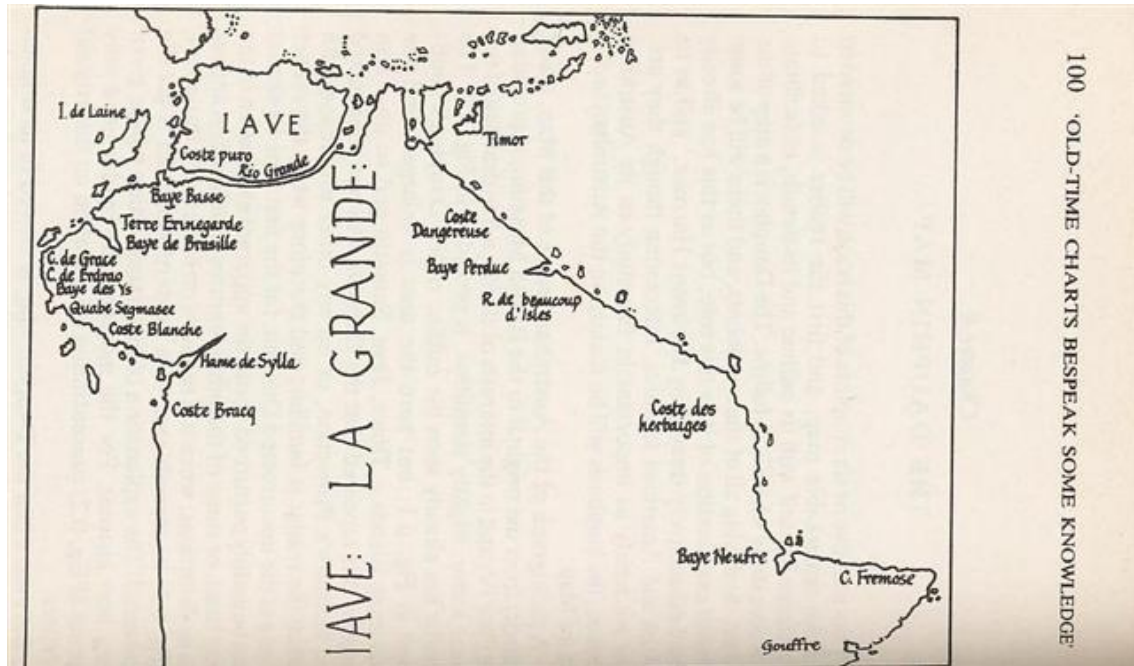 100 'OLD-TIME CHARTS BESPEAK SOME KNOWLEDGE'
I. de Laine
IAVE
Coste puro
Rio Grande
Timor
Baye Basse
Terre Ennegarde
Baye de Brasille
C. de Grace
C. de Erdrao
Baye des Ys
Quabe Segmasee
Coste Blanche
Hame de Sylla
Coste Bracq
IAVE: LA GRANDE:
Coste
Dangereuse
Baye Perdue
R. de beaucoup
d'Isles
Coste des
herbaiges
Baye Neufre
C. Fremose
Gouffre